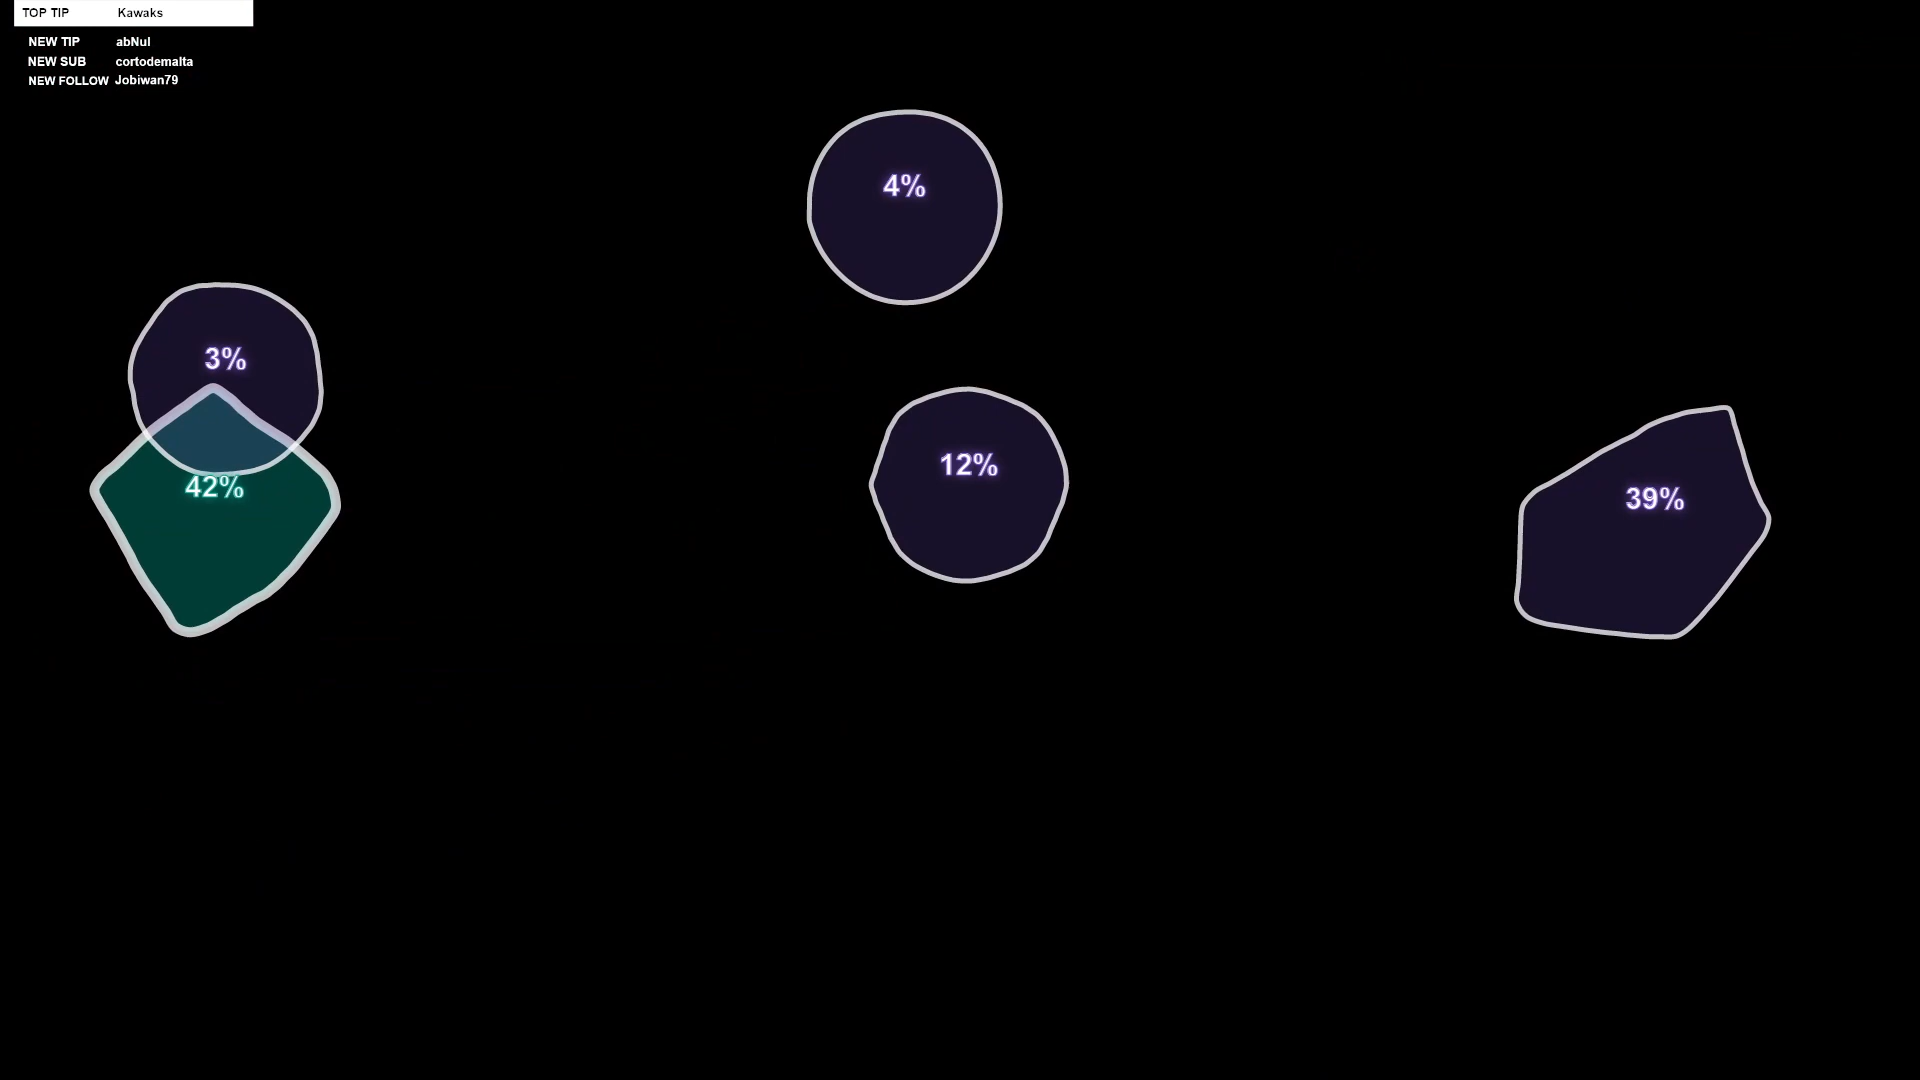 TOP TIP Kawaks
NEW TIP abNul
NEW SUB cortodemalta
NEW FOLLOW Jobiwan79
4%
3%
12%
42%
39%